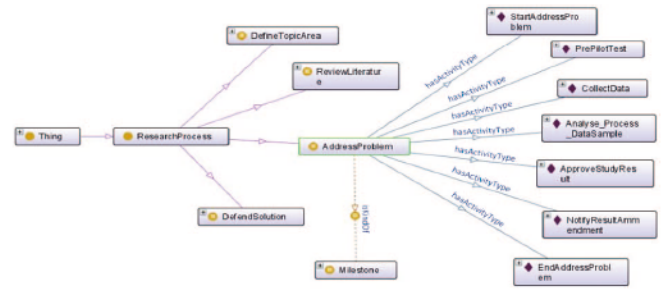 StartAddressPro
blem
DefineTopicArea
hasActivityType
PrePilotTest
ReviewLiteratur
e
hasActivityType
hasActivityType
CollectData
hasActivityType
Analyse_Process
_DataSample
Thing
ResearchProcess
AddressProblem
hasActivityType
ApproveStudyRes
ult
hasActivityType
DefendSolution
isKindOf
hasActivityType
NotifyResultAmm
endment
Milestone
EndAddressProbl
em